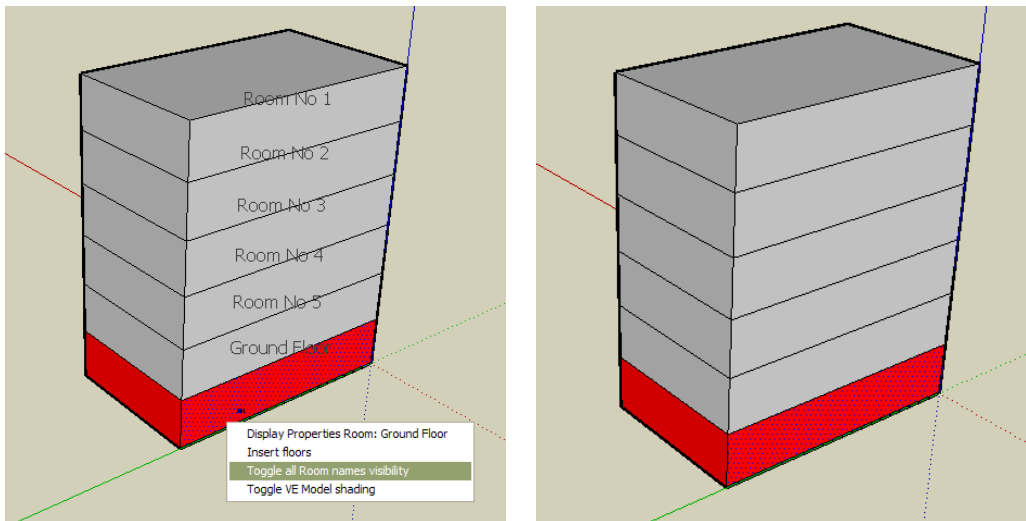 Room No 1
Room No 2
Room No 3
Room No 4
Room No 5
Ground Floor
Display Properties Room: Ground Floor
Insert floors
Toggle all Room names visibility
Toggle VE Model shading